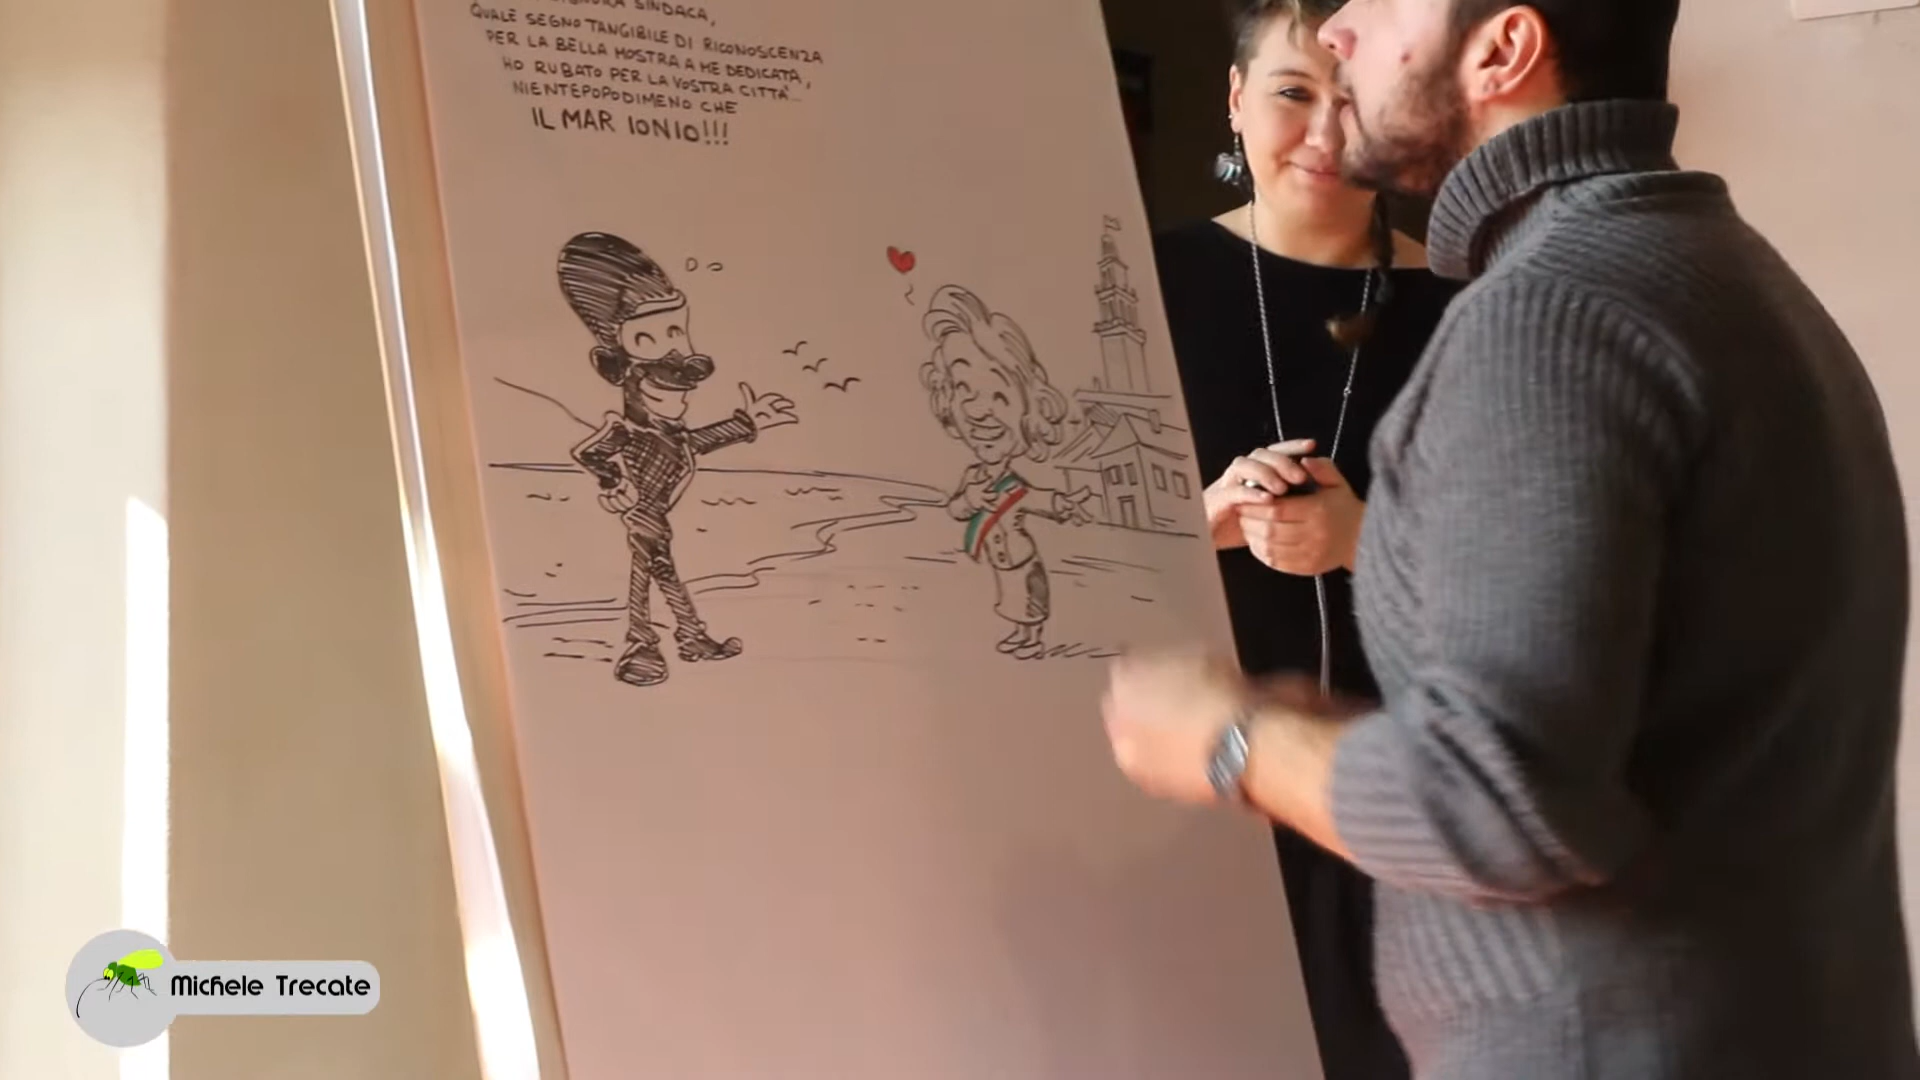 SINDACA,
QUALE SEGNO TANGIBILE DI RICONOSCENZA
PER LA BELLA MOSTRA A ME DEDICATA,
HO RUBATO PER LA VOSTRA CITTÀ...
NIENTEPOPODIMENO CHE
IL MAR IONIO!!!
Michele Trecate